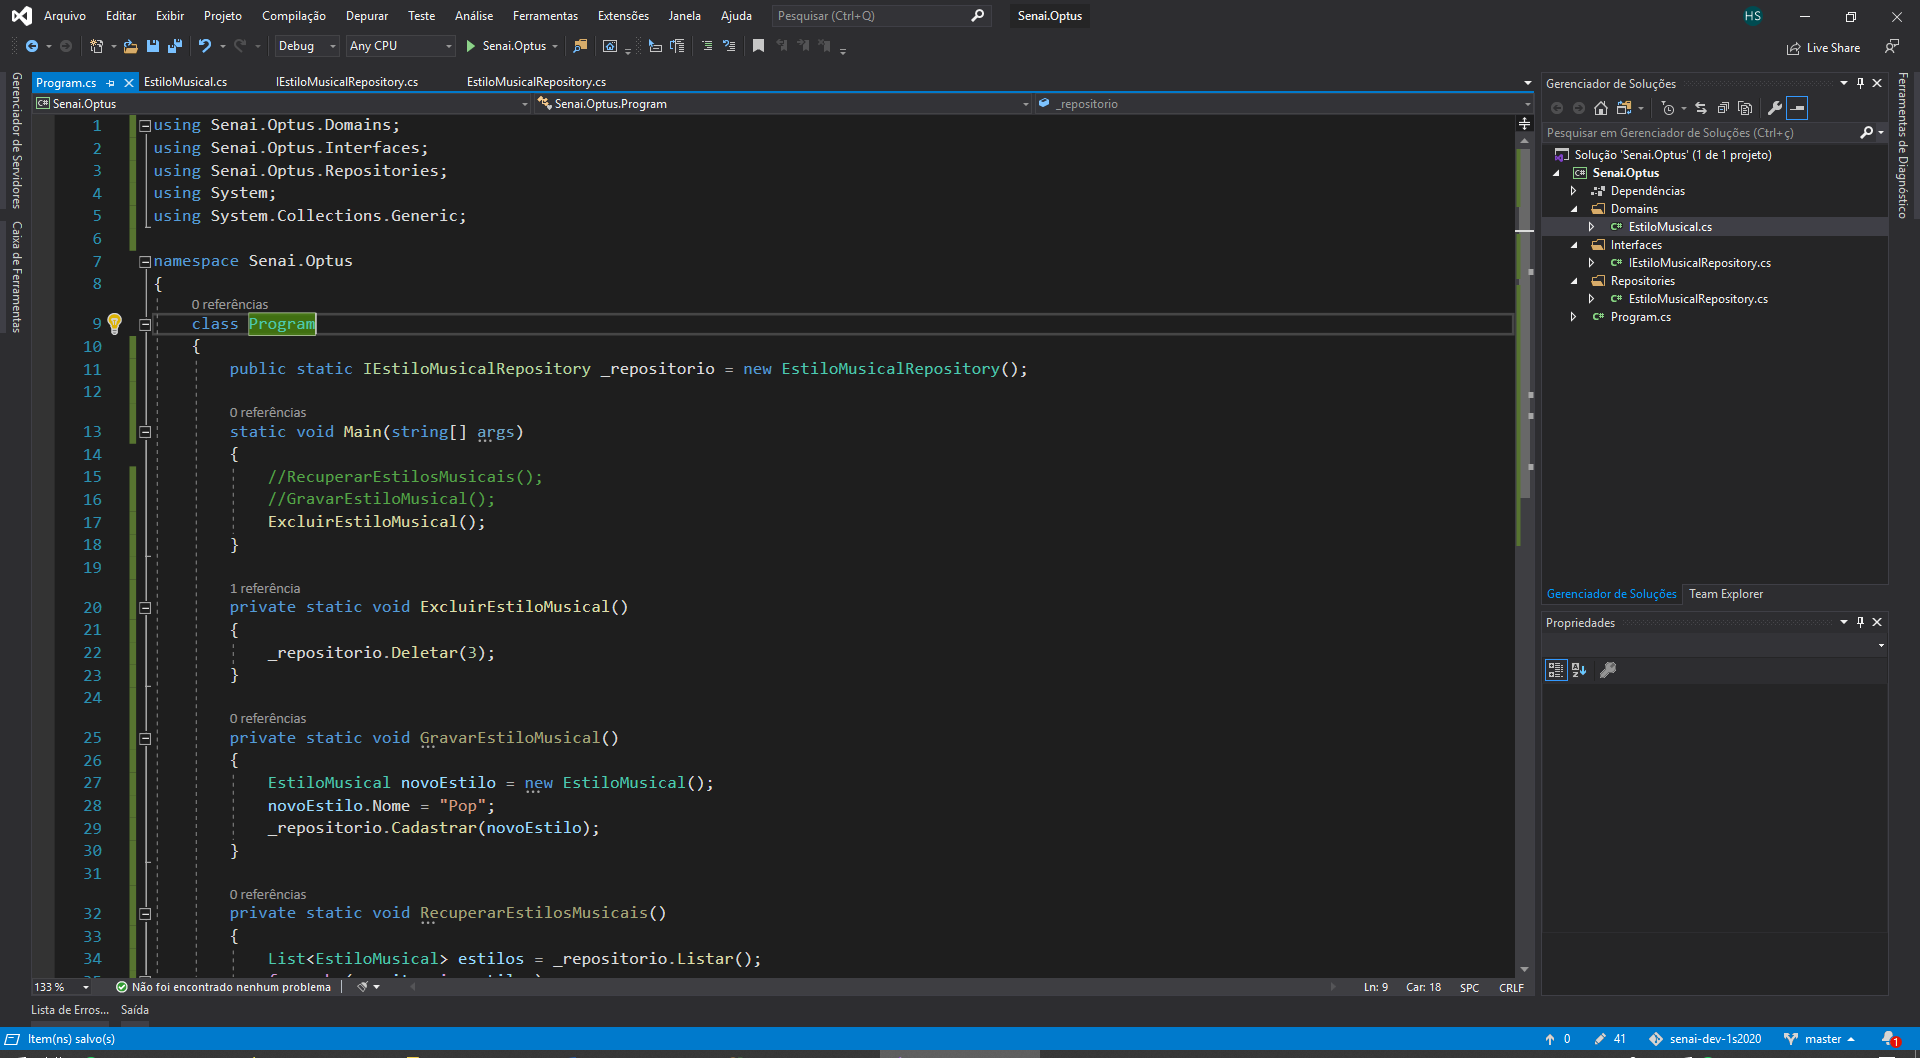 Arquivo Editar Exibir Projeto Compilação Depurar Teste Análise Ferramentas Extensões Janela Ajuda Pesquisar (Ctrl+Q) Senai.Optus HS
Debug Any CPU Senai.Optus Live Share
Gerenciador de Servidores
Caixa de Ferramentas
Program.cs EstiloMusical.cs IEstiloMusicalRepository.cs EstiloMusicalRepository.cs
Senai.Optus Senai.Optus.Program _repositorio
1 using Senai.Optus.Domains;
2 using Senai.Optus.Interfaces;
3 using Senai.Optus.Repositories;
4 using System;
5 using System.Collections.Generic;
6
7 namespace Senai.Optus
8 {
0 referências
9 class Program
10 {
11 public static IEstiloMusicalRepository _repositorio = new EstiloMusicalRepository();
12
0 referências
13 static void Main(string[] args)
14 {
15 //RecuperarEstilosMusicais();
16 //GravarEstiloMusical();
17 ExcluirEstiloMusical();
18 }
19
1 referência
20 private static void ExcluirEstiloMusical()
21 {
22 _repositorio.Deletar(3);
23 }
24
0 referências
25 private static void GravarEstiloMusical()
26 {
27 EstiloMusical novoEstilo = new EstiloMusical();
28 novoEstilo.Nome = "Pop";
29 _repositorio.Cadastrar(novoEstilo);
30 }
31
0 referências
32 private static void RecuperarEstilosMusicais()
33 {
34 List<EstiloMusical> estilos = _repositorio.Listar();
133 % Não foi encontrado nenhum problema Ln: 9 Car: 18 SPC CRLF
Lista de Erros... Saída
Gerenciador de Soluções
Pesquisar em Gerenciador de Soluções (Ctrl+ç)
Solução 'Senai.Optus' (1 de 1 projeto)
C# Senai.Optus
Dependências
Domains
C# EstiloMusical.cs
Interfaces
C# IEstiloMusicalRepository.cs
Repositories
C# EstiloMusicalRepository.cs
C# Program.cs
Gerenciador de Soluções Team Explorer
Propriedades
Ferramentas de Diagnóstico
Item(ns) salvo(s) 0 41 senai-dev-1s2020 master 1